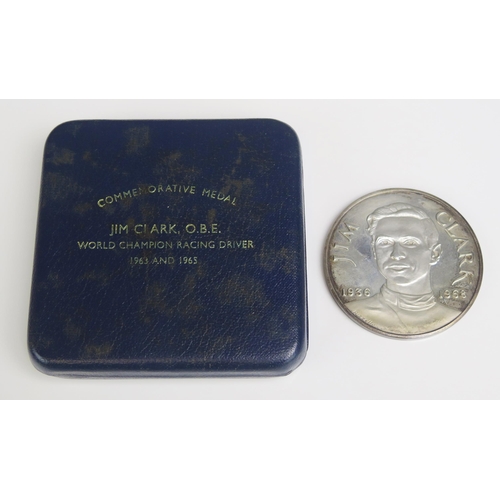 COMMEMORATIVE MEDAL
JIM CLARK, O.B.E.
WORLD CHAMPION RACING DRIVER
1963 AND 1965
JIM CLARK
1936 1968